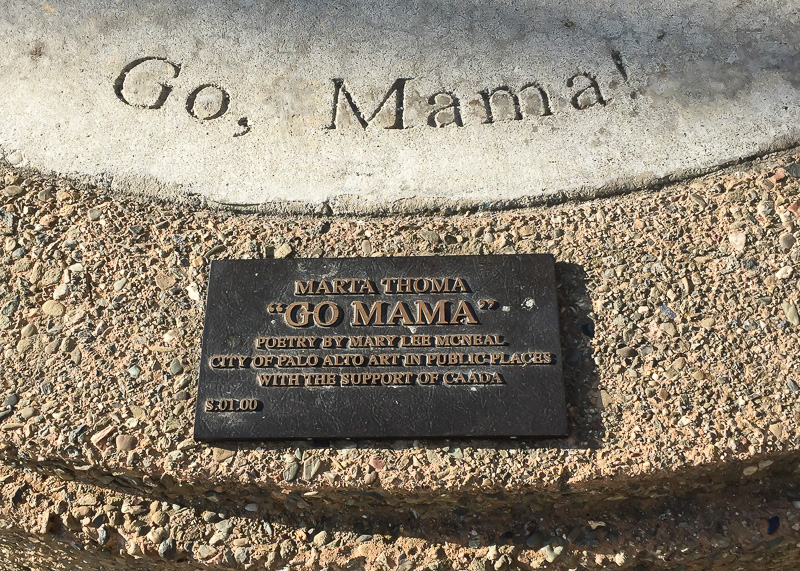 Go, Mama!
MARTA THOMA
"GO MAMA"
POETRY BY MARY LEE MCNEAL
CITY OF PALO ALTO ART IN PUBLIC PLACES
WITH THE SUPPORT OF CAADA
S.01.00